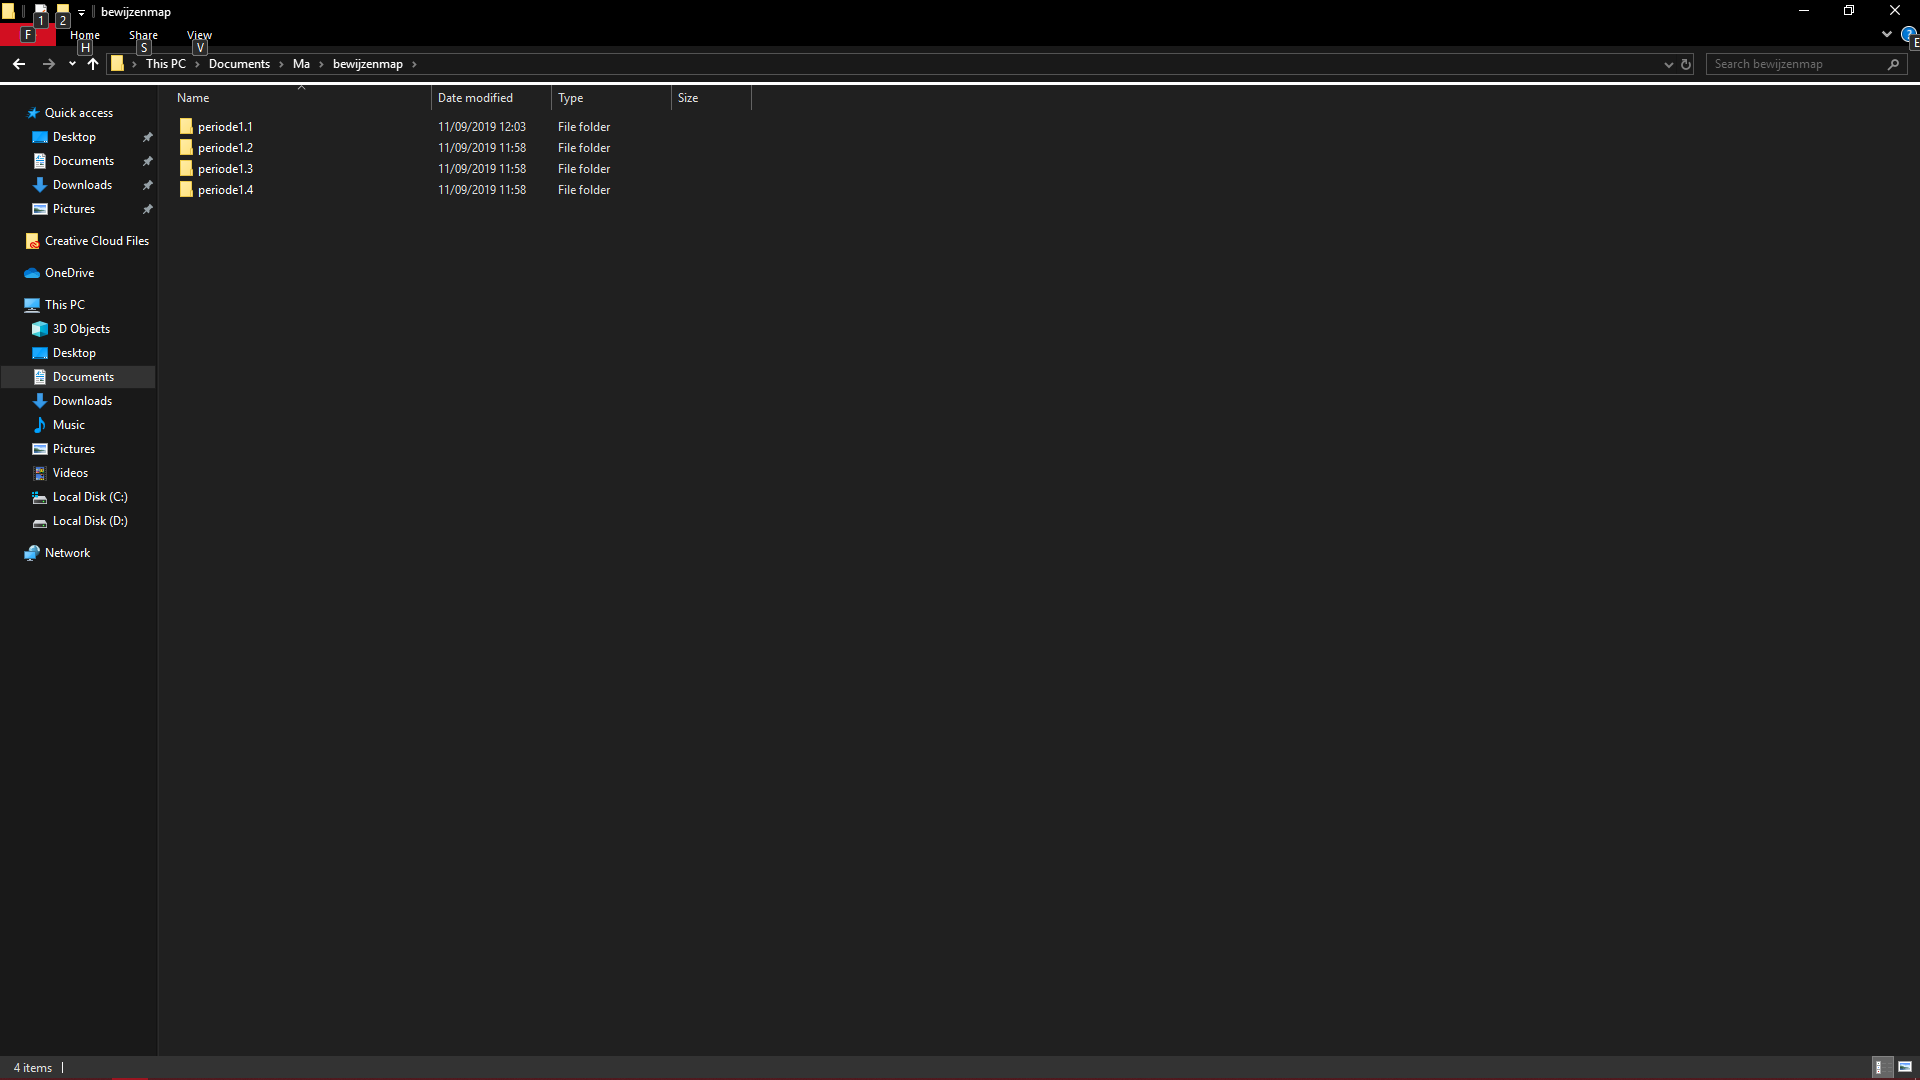 1 2 bewijzenmap
F Home Share View
H S V E
This PC Documents Ma bewijzenmap Search bewijzenmap
Name Date modified Type Size
periode1.1 11/09/2019 12:03 File folder
periode1.2 11/09/2019 11:58 File folder
periode1.3 11/09/2019 11:58 File folder
periode1.4 11/09/2019 11:58 File folder
Quick access
Desktop
Documents
Downloads
Pictures
Creative Cloud Files
OneDrive
This PC
3D Objects
Desktop
Documents
Downloads
Music
Pictures
Videos
Local Disk (C:)
Local Disk (D:)
Network
4 items